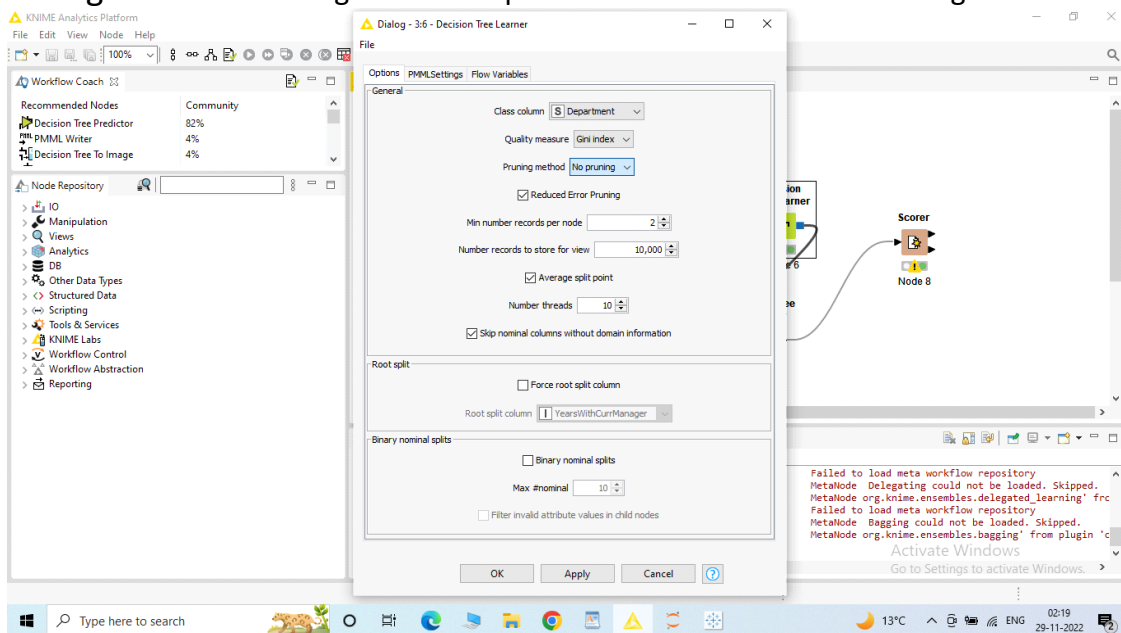 KNIME Analytics Platform
File Edit View Node Help
100%
Workflow Coach
Recommended Nodes Community
Decision Tree Predictor 82%
PMML Writer 4%
Decision Tree To Image 4%
Node Repository
IO
Manipulation
Views
Analytics
DB
Other Data Types
Structured Data
Scripting
Tools & Services
KNIME Labs
Workflow Control
Workflow Abstraction
Reporting
Dialog - 3:6 - Decision Tree Learner
File
Options PMMLSettings Flow Variables
General
Class column S Department
Quality measure Gini index
Pruning method No pruning
Reduced Error Pruning
Min number records per node 2
Number records to store for view 10,000
Average split point
Number threads 10
Skip nominal columns without domain information
Root split
Force root split column
Root split column I YearsWithCurrManager
Binary nominal splits
Binary nominal splits
Max #nominal 10
Filter invalid attribute values in child nodes
OK Apply Cancel ?
Scorer
Node 8
Failed to load meta workflow repository
MetaNode Delegating could not be loaded. Skipped.
MetaNode org.knime.ensembles.delegated_learning' frc
Failed to load meta workflow repository
MetaNode Bagging could not be loaded. Skipped.
MetaNode org.knime.ensembles.bagging' from plugin 'c
Activate Windows
Go to Settings to activate Windows.
Type here to search
13°C
ENG
02:19
29-11-2022
2